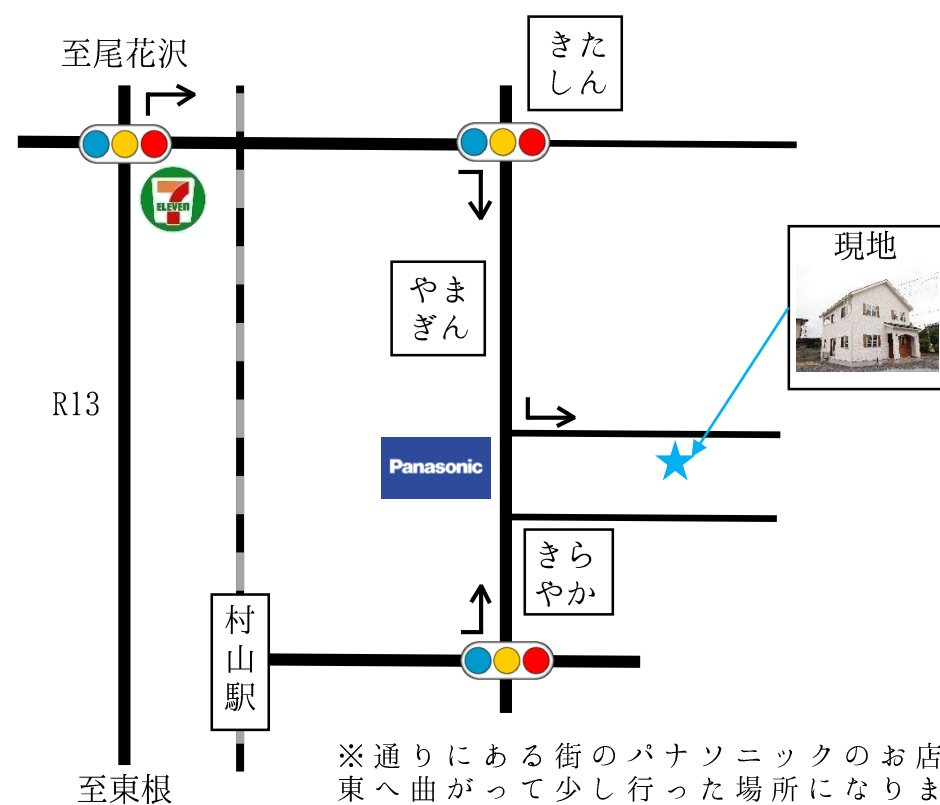 至尾花沢
きた
しん
7
ELEVEN
現地
やま
ぎん
R13
Panasonic
きら
やか
村
山
駅
※通りにある街のパナソニックのお店
東へ曲がって少し行った場所になりま
至東根